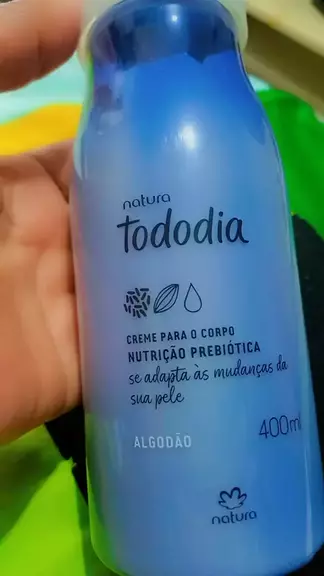 natura
tododia
CREME PARA O CORPO
NUTRIÇÃO PREBIÓTICA
se adapta às mudanças da
sua pele
ALGODÃO
400ml
natura